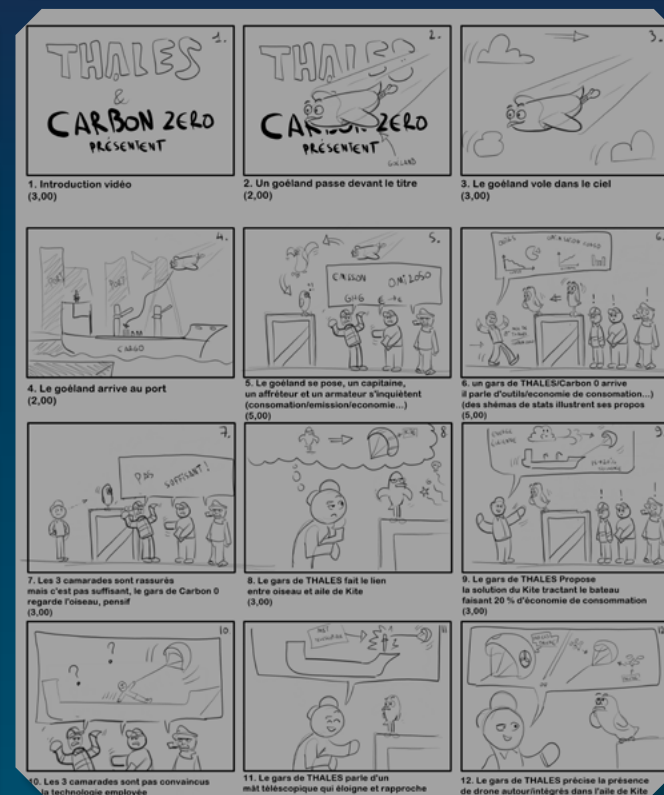 1.
THALES
&
CARBON ZERO
PRÉSENTENT
1. Introduction vidéo
(3,00)
2.
THALES
CARBON ZERO
PRÉSENTENT
GOÉLAND
2. Un goéland passe devant le titre
(2,00)
3.
3. Le goéland vole dans le ciel
(3,00)
4.
PORT
PORT
CARGO
4. Le goéland arrive au port
(2,00)
5.
GHG
5. Le goéland se pose, un capitaine,
un affréteur et un armateur s'inquiètent
(consomation/emission/economie...)
(5,00)
6.
6. un gars de THALES/Carbon 0 arrive
il parle d'outils/economie de consomation...)
(des shémas de stats illustrent ses propos
(5,00)
7.
PAS SUFFISANT !
7. Les 3 camarades sont rassurés
mais c'est pas suffisant, le gars de Carbon 0
regarde l'oiseau, pensif
(3,00)
8
8. Le gars de THALES fait le lien
entre oiseau et aile de Kite
(3,00)
9
9. Le gars de THALES Propose
la solution du Kite tractant le bateau
faisant 20 % d'économie de consommation
(3,00)
10
? ?
10. Les 3 camarades sont pas convaincus
la technologie employée
11
11. Le gars de THALES parle d'un
mât téléscopique qui éloigne et rapproche
12
12. Le gars de THALES précise la présence
de drone autour/intégrés dans l'aile de Kite